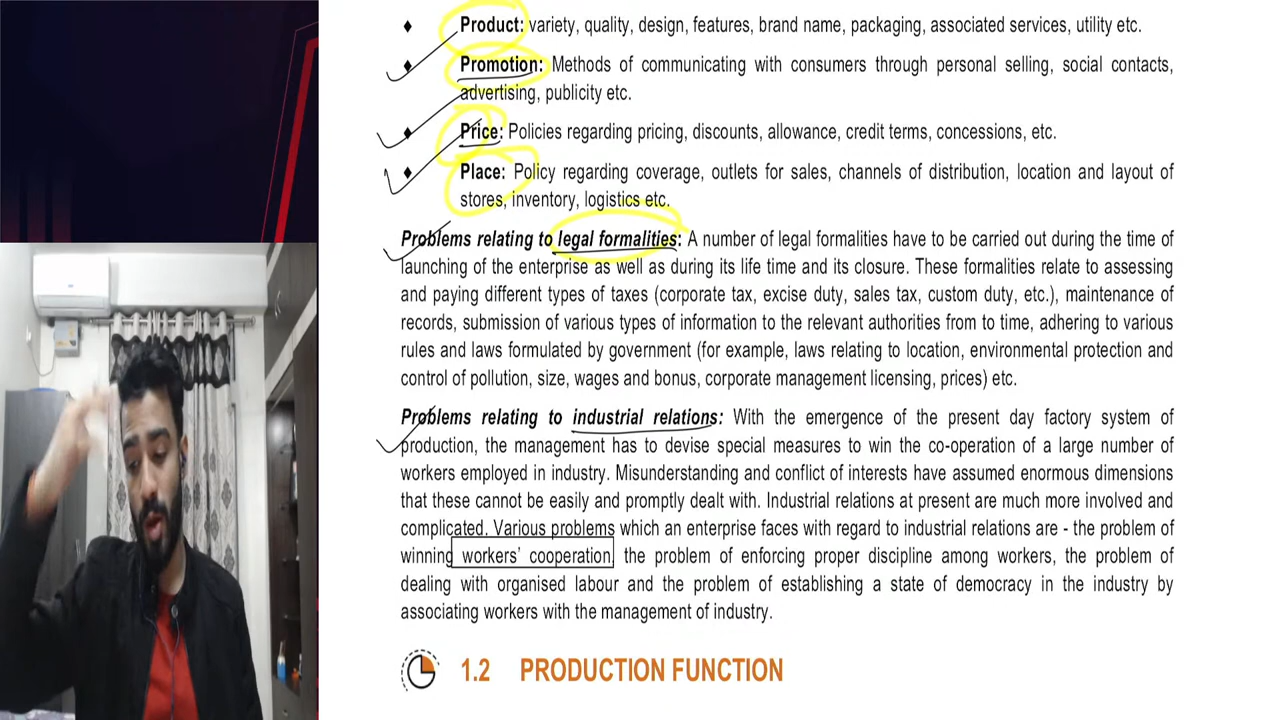 ♦ Product: variety, quality, design, features, brand name, packaging, associated services, utility etc.
♦ Promotion: Methods of communicating with consumers through personal selling, social contacts,
advertising, publicity etc.
♦ Price: Policies regarding pricing, discounts, allowance, credit terms, concessions, etc.
♦ Place: Policy regarding coverage, outlets for sales, channels of distribution, location and layout of
stores, inventory, logistics etc.
Problems relating to legal formalities: A number of legal formalities have to be carried out during the time of
launching of the enterprise as well as during its life time and its closure. These formalities relate to assessing
and paying different types of taxes (corporate tax, excise duty, sales tax, custom duty, etc.), maintenance of
records, submission of various types of information to the relevant authorities from to time, adhering to various
rules and laws formulated by government (for example, laws relating to location, environmental protection and
control of pollution, size, wages and bonus, corporate management licensing, prices) etc.
Problems relating to industrial relations: With the emergence of the present day factory system of
production, the management has to devise special measures to win the co-operation of a large number of
workers employed in industry. Misunderstanding and conflict of interests have assumed enormous dimensions
that these cannot be easily and promptly dealt with. Industrial relations at present are much more involved and
complicated. Various problems which an enterprise faces with regard to industrial relations are - the problem of
winning workers' cooperation, the problem of enforcing proper discipline among workers, the problem of
dealing with organised labour and the problem of establishing a state of democracy in the industry by
associating workers with the management of industry.
1.2 PRODUCTION FUNCTION